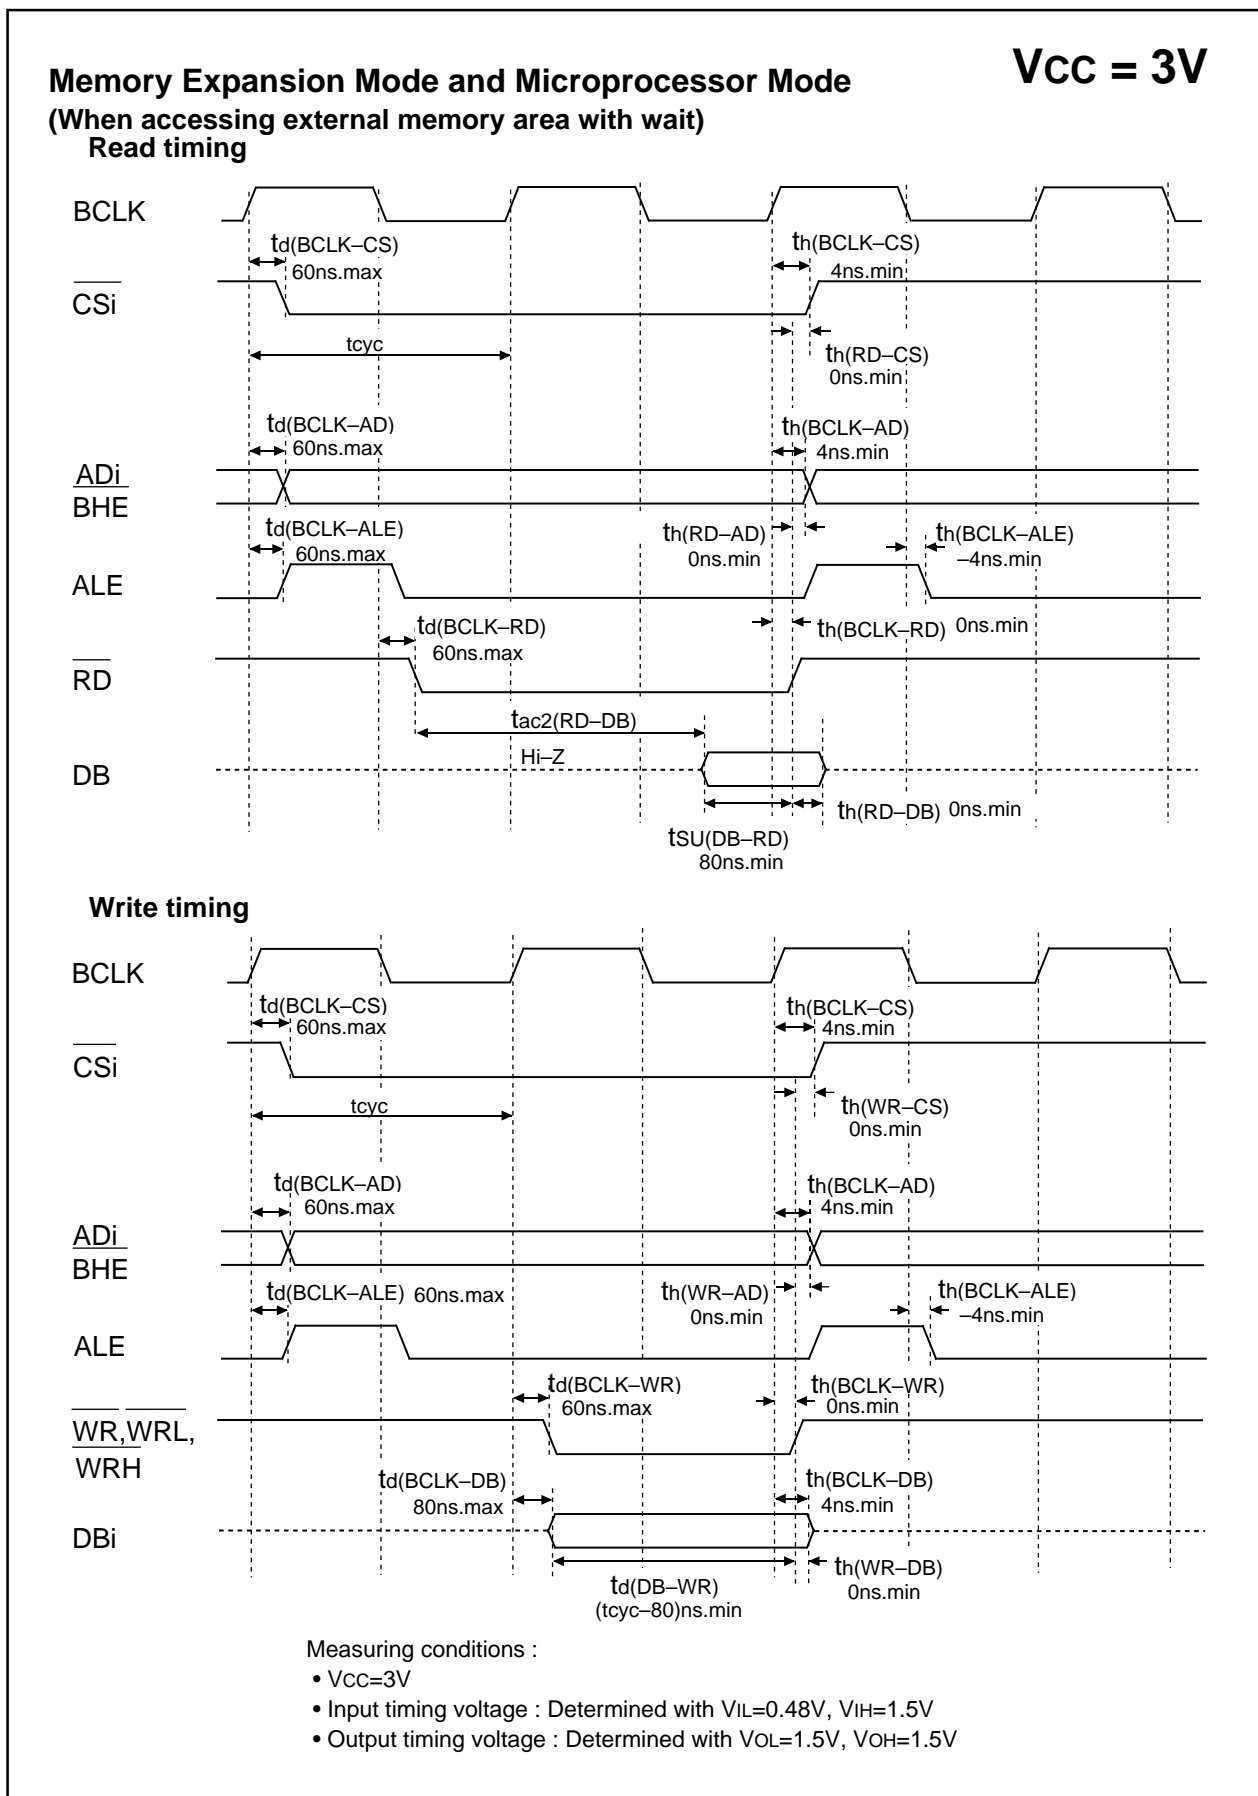 VCC = 3V
Memory Expansion Mode and Microprocessor Mode
(When accessing external memory area with wait)
Read timing
BCLK
td(BCLK–CS)
60ns.max
th(BCLK–CS)
4ns.min
CSi
tcyc
th(RD–CS)
0ns.min
td(BCLK–AD)
60ns.max
th(BCLK–AD)
4ns.min
ADi
BHE
td(BCLK–ALE)
60ns.max
th(RD–AD)
0ns.min
th(BCLK–ALE)
–4ns.min
ALE
td(BCLK–RD)
60ns.max
th(BCLK–RD) 0ns.min
RD
tac2(RD–DB)
Hi–Z
DB
th(RD–DB) 0ns.min
tSU(DB–RD)
80ns.min
Write timing
BCLK
td(BCLK–CS)
60ns.max
th(BCLK–CS)
4ns.min
CSi
tcyc
th(WR–CS)
0ns.min
td(BCLK–AD)
60ns.max
th(BCLK–AD)
4ns.min
ADi
BHE
td(BCLK–ALE) 60ns.max
th(WR–AD)
0ns.min
th(BCLK–ALE)
–4ns.min
ALE
td(BCLK–WR)
60ns.max
th(BCLK–WR)
0ns.min
WR,WRL,
WRH
td(BCLK–DB)
80ns.max
th(BCLK–DB)
4ns.min
DBi
td(DB–WR)
(tcyc–80)ns.min
th(WR–DB)
0ns.min
Measuring conditions :
• VCC=3V
• Input timing voltage : Determined with VIL=0.48V, VIH=1.5V
• Output timing voltage : Determined with VOL=1.5V, VOH=1.5V